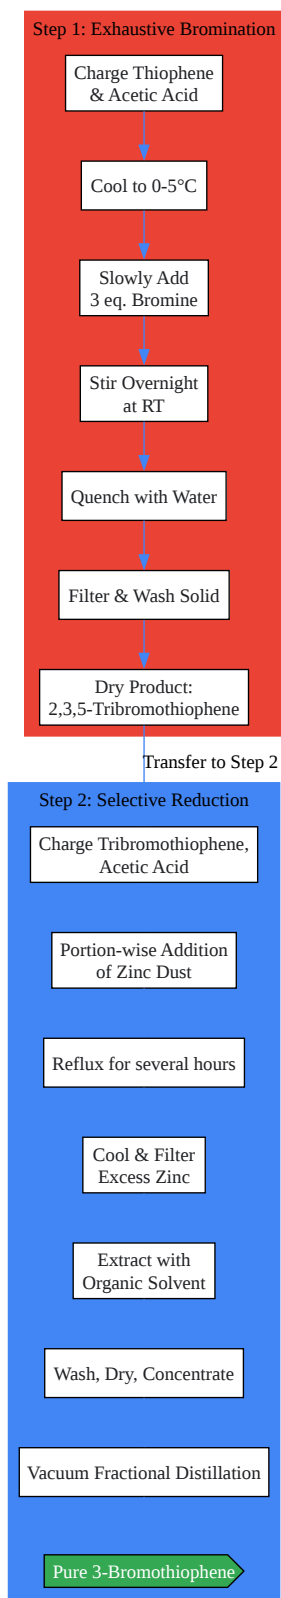 Step 1: Exhaustive Bromination
Charge Thiophene
& Acetic Acid
Cool to 0-5°C
Slowly Add
3 eq. Bromine
Stir Overnight
at RT
Quench with Water
Filter & Wash Solid
Dry Product:
2,3,5-Tribromothiophene
Transfer to Step 2
Step 2: Selective Reduction
Charge Tribromothiophene,
Acetic Acid
Portion-wise Addition
of Zinc Dust
Reflux for several hours
Cool & Filter
Excess Zinc
Extract with
Organic Solvent
Wash, Dry, Concentrate
Vacuum Fractional Distillation
Pure 3-Bromothiophene